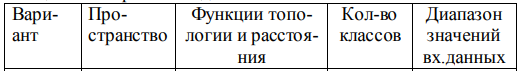 Вари-
ант
Про-
странство
Функции топо-
логии и расстоя-
ния
Кол-во
классов
Диапазон
значений
вх.данных